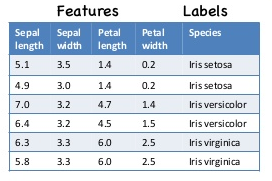 Features Labels
Sepal length Sepal width Petal length Petal width Species
5.1 3.5 1.4 0.2 Iris setosa
4.9 3.0 1.4 0.2 Iris setosa
7.0 3.2 4.7 1.4 Iris versicolor
6.4 3.2 4.5 1.5 Iris versicolor
6.3 3.3 6.0 2.5 Iris virginica
5.8 3.3 6.0 2.5 Iris virginica